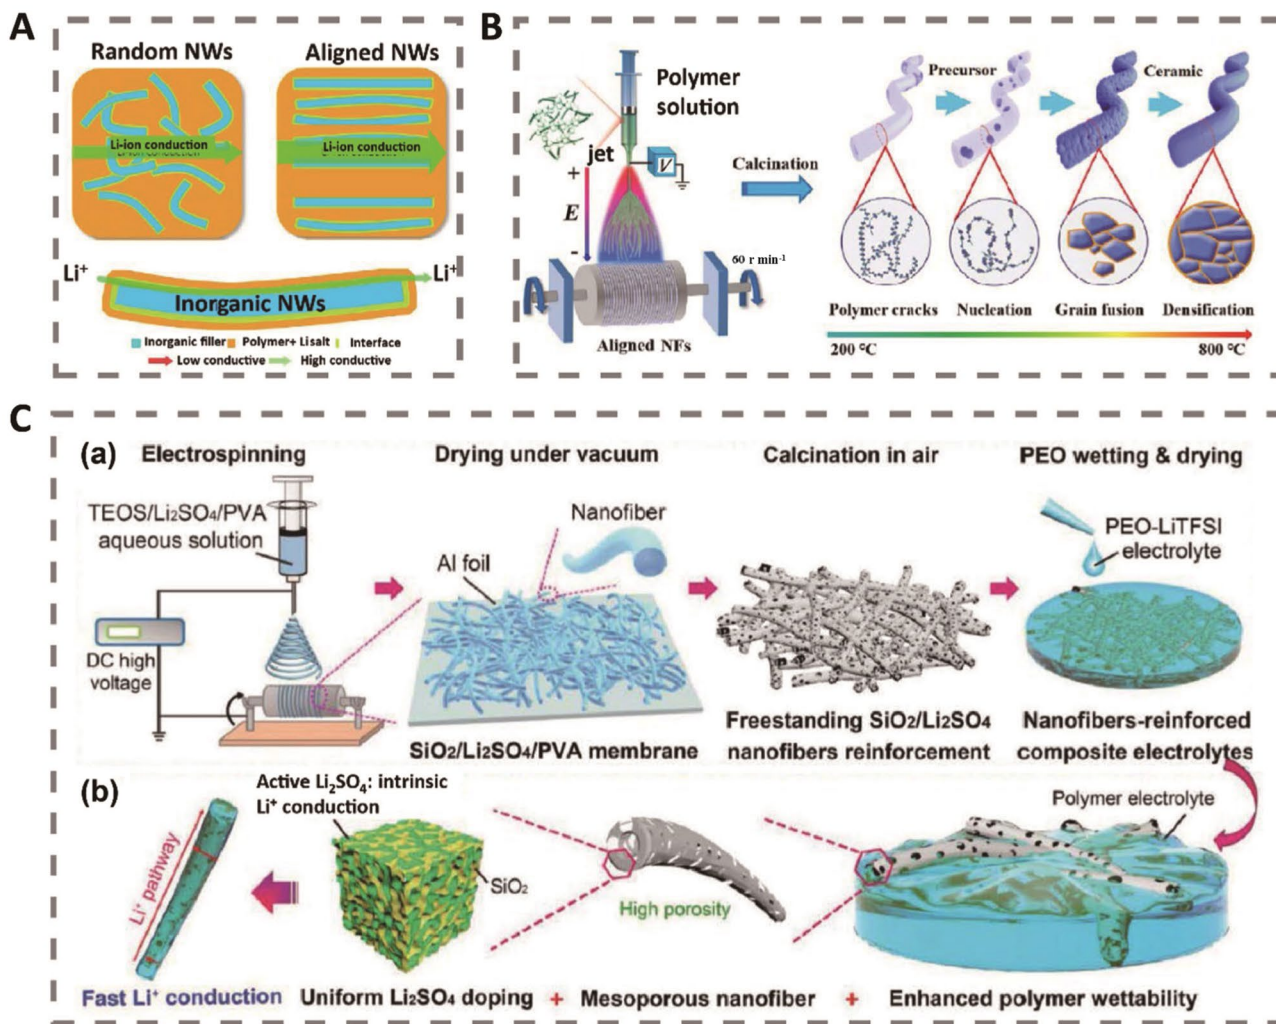 A
Random NWs
Aligned NWs
Li-ion conduction
Li-ion conduction
Li⁺
Li⁺
Inorganic NWs
Inorganic filler
Polymer+ Lisalt
Interface
Low conductive
High conductive
B
Polymer
solution
jet
+
E
-
V
60 r min⁻¹
Aligned NFs
Calcination
Precursor
Ceramic
Polymer cracks
Nucleation
Grain fusion
Densification
200 °C
800 °C
C
(a)
Electrospinning
Drying under vacuum
Calcination in air
PEO wetting & drying
TEOS/Li₂SO₄/PVA
aqueous solution
DC high
voltage
Al foil
Nanofiber
PEO-LiTFSI
electrolyte
SiO₂/Li₂SO₄/PVA membrane
Freestanding SiO₂/Li₂SO₄
nanofibers reinforcement
Nanofibers-reinforced
composite electrolytes
(b)
Active Li₂SO₄: intrinsic
Li⁺ conduction
Li⁺ pathway
SiO₂
High porosity
Polymer electrolyte
Fast Li⁺ conduction
Uniform Li₂SO₄ doping + Mesoporous nanofiber + Enhanced polymer wettability